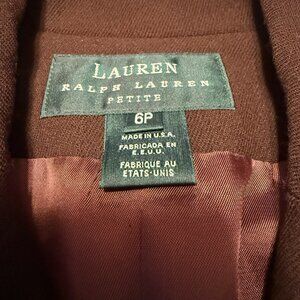 LAUREN
RALPH LAUREN
PETITE
6P
MADE IN U.S.A.
FABRICADA EN
E.E.U.U.
FABRIQUE AU
ETATS-UNIS